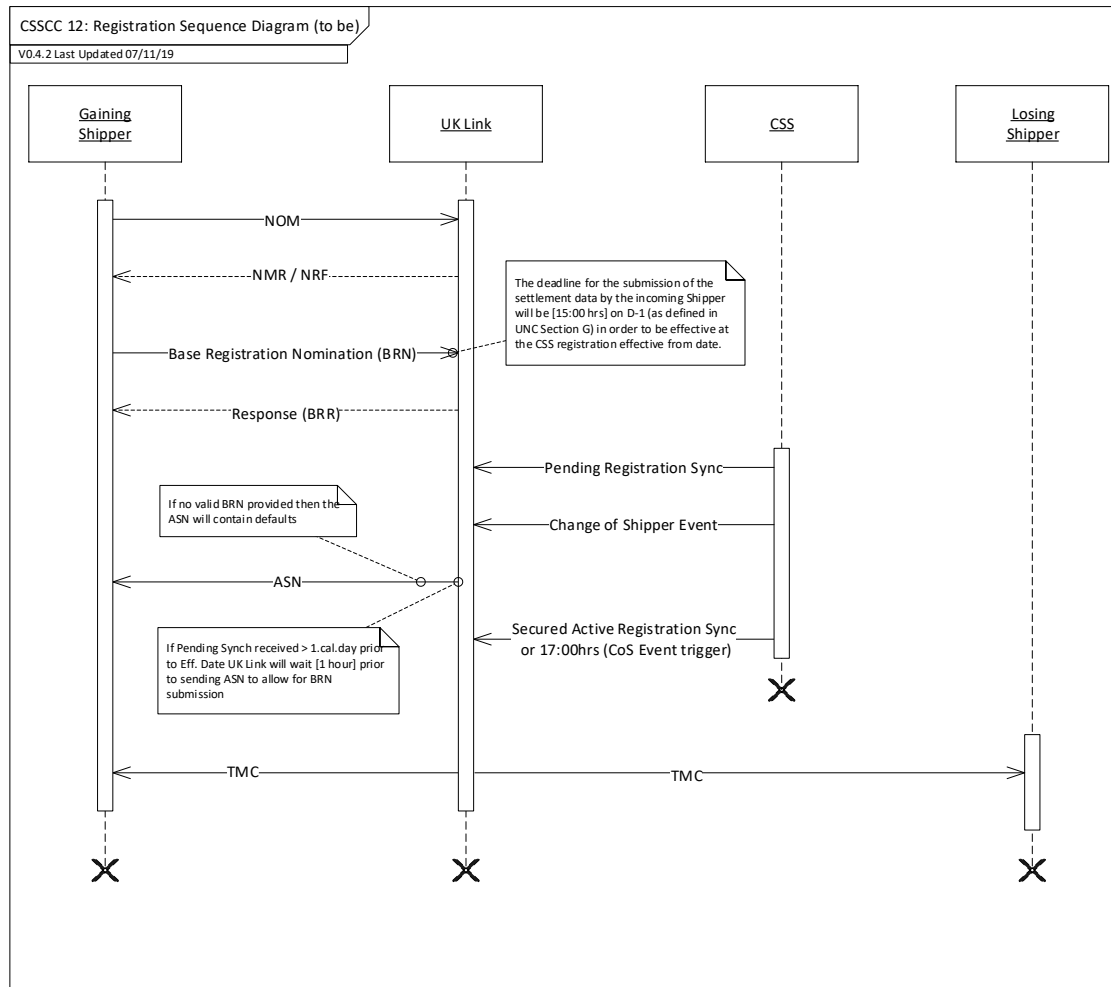 CSSCC 12: Registration Sequence Diagram (to be)
V0.4.2 Last Updated 07/11/19
Gaining
Shipper
UK Link
CSS
Losing
Shipper
NOM
NMR / NRF
The deadline for the submission of the
settlement data by the incoming Shipper
will be [15:00 hrs] on D-1 (as defined in
UNC Section G) in order to be effective at
the CSS registration effective from date.
Base Registration Nomination (BRN)
Response (BRR)
Pending Registration Sync
If no valid BRN provided then the
ASN will contain defaults
Change of Shipper Event
ASN
Secured Active Registration Sync
or 17:00hrs (CoS Event trigger)
If Pending Synch received > 1.cal.day prior
to Eff. Date UK Link will wait [1 hour] prior
to sending ASN to allow for BRN
submission
TMC
TMC